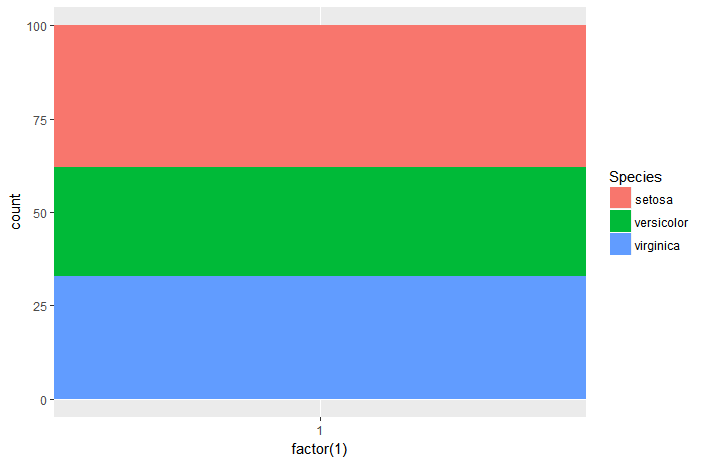 100
75
50
25
0
count
1
factor(1)
Species
setosa
versicolor
virginica